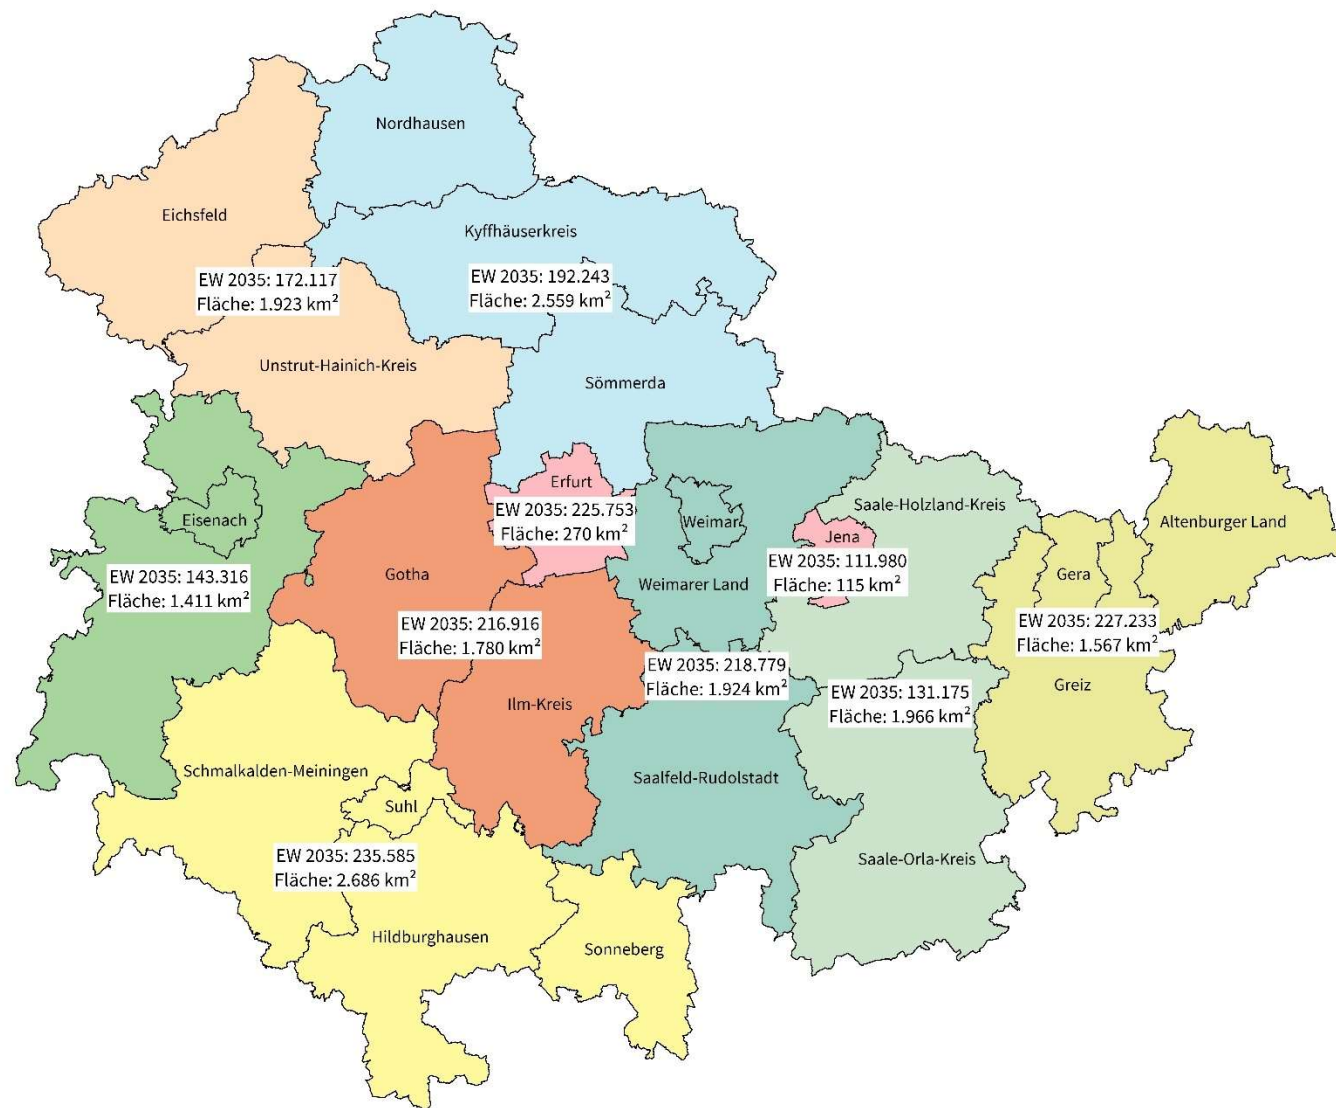 Nordhausen
Eichsfeld
Kyffhäuserkreis
EW 2035: 172.117
Fläche: 1.923 km²
EW 2035: 192.243
Fläche: 2.559 km²
Unstrut-Hainich-Kreis
Sömmerda
Erfurt
EW 2035: 225.753
Fläche: 270 km²
Eisenach
Weimar
Saale-Holzland-Kreis
Altenburger Land
Jena
EW 2035: 111.980
Fläche: 115 km²
EW 2035: 143.316
Fläche: 1.411 km²
Gotha
Weimarer Land
Gera
EW 2035: 216.916
Fläche: 1.780 km²
EW 2035: 227.233
Fläche: 1.567 km²
EW 2035: 218.779
Fläche: 1.924 km²
EW 2035: 131.175
Fläche: 1.966 km²
Greiz
Ilm-Kreis
Schmalkalden-Meiningen
Saalfeld-Rudolstadt
Suhl
EW 2035: 235.585
Fläche: 2.686 km²
Saale-Orla-Kreis
Hildburghausen
Sonneberg